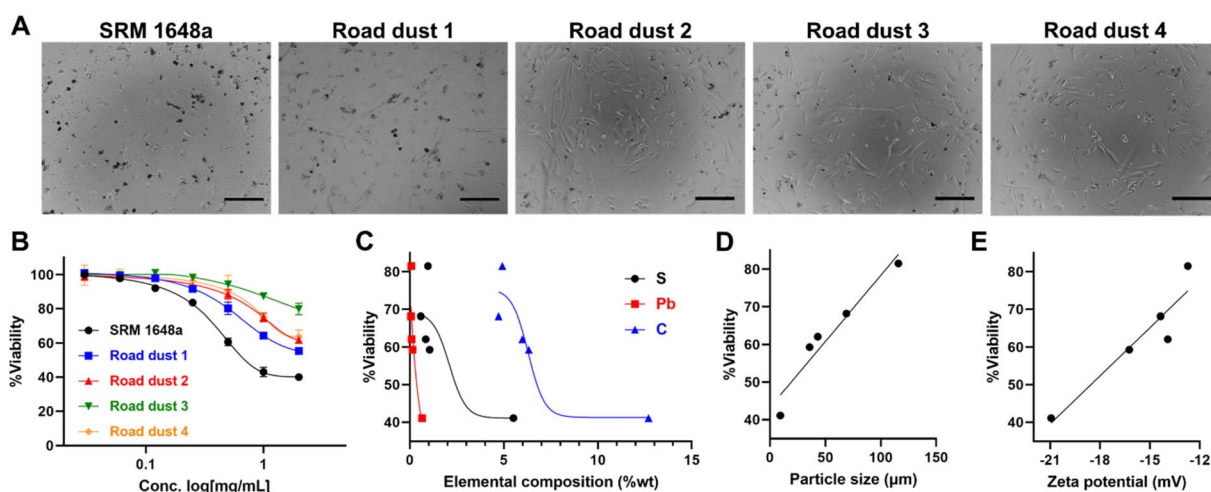 A
SRM 1648a
Road dust 1
Road dust 2
Road dust 3
Road dust 4
B
%Viability
100
80
60
40
20
0
0.1
1
Conc. log[mg/mL]
SRM 1648a
Road dust 1
Road dust 2
Road dust 3
Road dust 4
C
%Viability
80
70
60
50
40
0
5
10
15
Elemental composition (%wt)
S
Pb
C
D
%Viability
80
70
60
50
40
0
50
100
150
Particle size (μm)
E
%Viability
90
80
70
60
50
40
-21
-18
-15
-12
Zeta potential (mV)